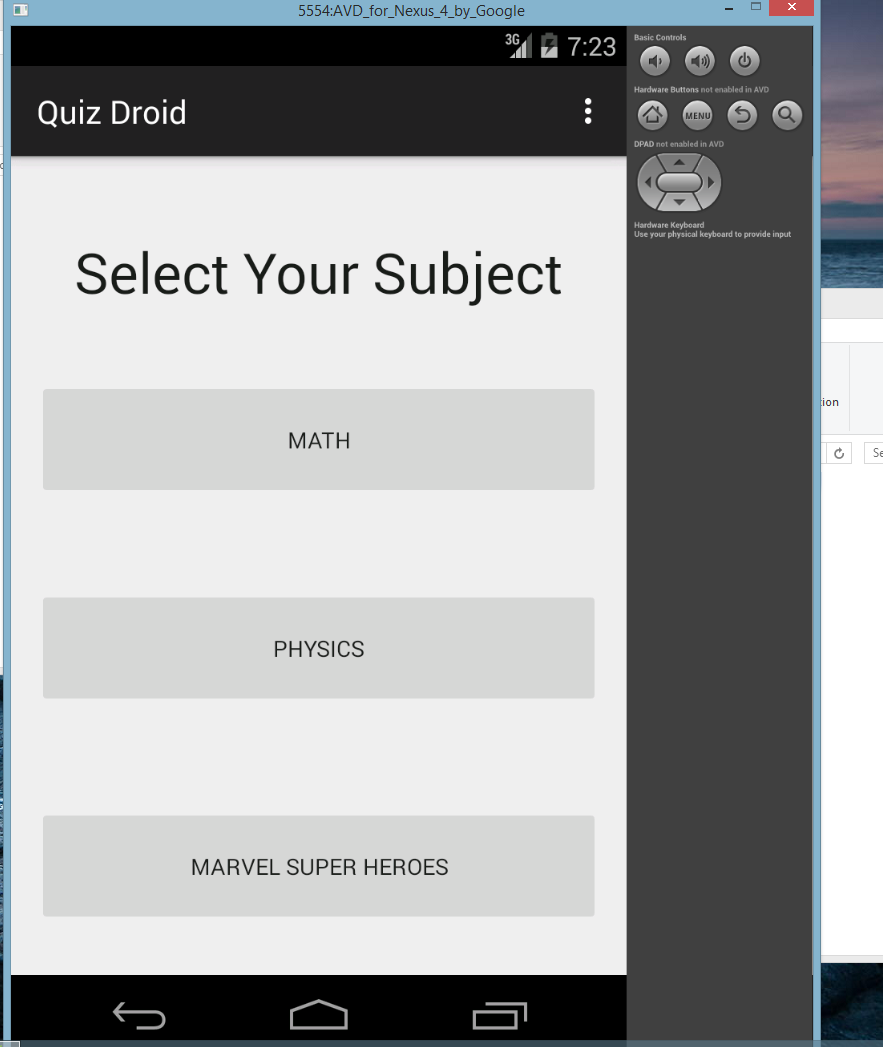 5554:AVD_for_Nexus_4_by_Google
3G 7:23
Quiz Droid
Select Your Subject
MATH
PHYSICS
MARVEL SUPER HEROES
Basic Controls
Hardware Buttons not enabled in AVD
MENU
DPAD not enabled in AVD
Hardware Keyboard
Use your physical keyboard to provide input
tion
Se